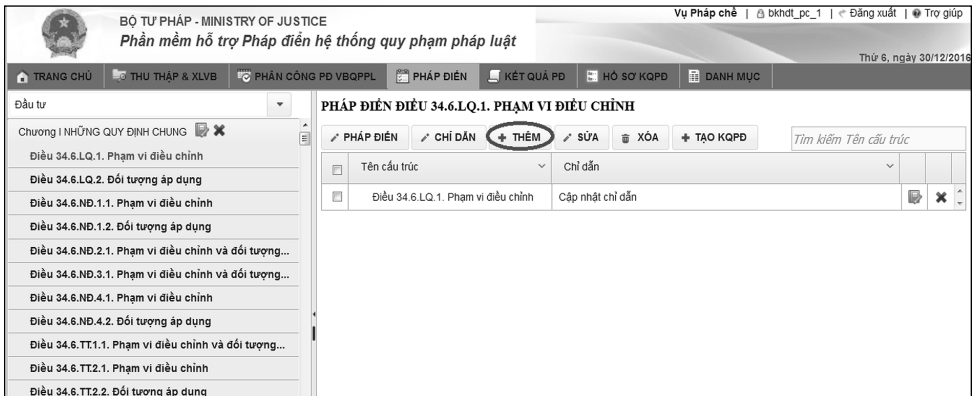 BỘ TƯ PHÁP - MINISTRY OF JUSTICE
Phần mềm hỗ trợ Pháp điển hệ thống quy phạm pháp luật
Vụ Pháp chế | bkhdt_pc_1 | Đăng xuất | Trợ giúp
Thứ 6, ngày 30/12/2016
TRANG CHỦ THU THẬP & XLVB PHÂN CÔNG PĐ VBQPPL PHÁP ĐIỂN KẾT QUẢ PĐ HỒ SƠ KQPĐ DANH MỤC
Đầu tư
Chương I NHỮNG QUY ĐỊNH CHUNG
Điều 34.6.LQ.1. Phạm vi điều chỉnh
Điều 34.6.LQ.2. Đối tượng áp dụng
Điều 34.6.NĐ.1.1. Phạm vi điều chỉnh
Điều 34.6.NĐ.1.2. Đối tượng áp dụng
Điều 34.6.NĐ.2.1. Phạm vi điều chỉnh và đối tượng...
Điều 34.6.NĐ.3.1. Phạm vi điều chỉnh và đối tượng...
Điều 34.6.NĐ.4.1. Phạm vi điều chỉnh
Điều 34.6.NĐ.4.2. Đối tượng áp dụng
Điều 34.6.TT.1.1. Phạm vi điều chỉnh và đối tượng...
Điều 34.6.TT.2.1. Phạm vi điều chỉnh
Điều 34.6.TT.2.2. Đối tượng áp dụng
PHÁP ĐIỂN ĐIỀU 34.6.LQ.1. PHẠM VI ĐIỀU CHỈNH
PHÁP ĐIỂN CHỈ DẪN THÊM SỬA XÓA TẠO KQPĐ Tìm kiếm Tên cấu trúc
Tên cấu trúc Chỉ dẫn
Điều 34.6.LQ.1. Phạm vi điều chỉnh Cập nhật chỉ dẫn